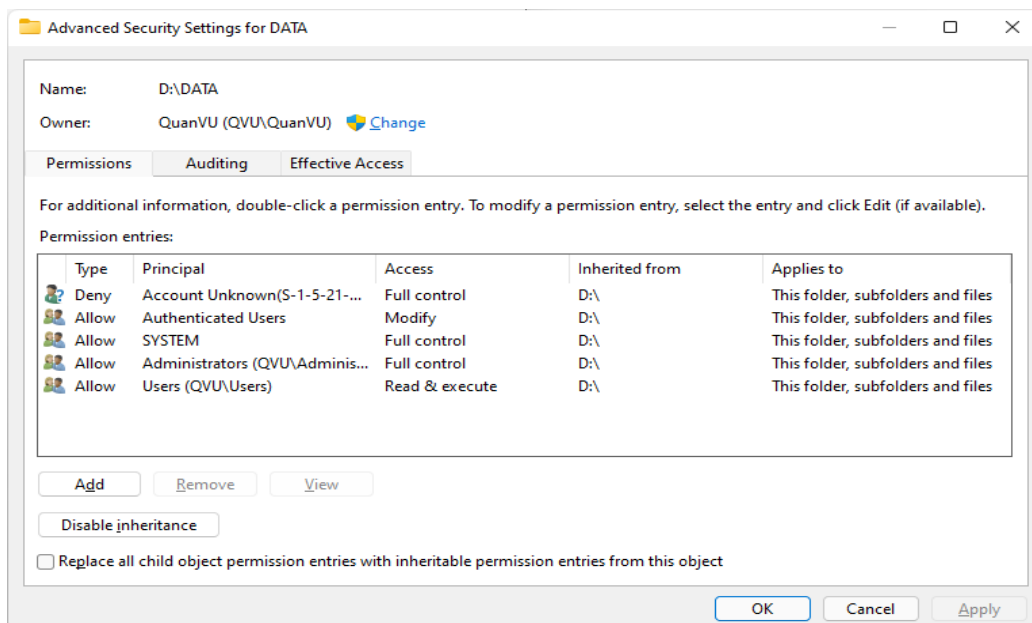 Advanced Security Settings for DATA
Name: D:\DATA
Owner: QuanVU (QVU\QuanVU) Change
Permissions Auditing Effective Access
For additional information, double-click a permission entry. To modify a permission entry, select the entry and click Edit (if available).
Permission entries:
Type Principal Access Inherited from Applies to
Deny Account Unknown(S-1-5-21-... Full control D:\ This folder, subfolders and files
Allow Authenticated Users Modify D:\ This folder, subfolders and files
Allow SYSTEM Full control D:\ This folder, subfolders and files
Allow Administrators (QVU\Adminis... Full control D:\ This folder, subfolders and files
Allow Users (QVU\Users) Read & execute D:\ This folder, subfolders and files
Add Remove View
Disable inheritance
Replace all child object permission entries with inheritable permission entries from this object
OK Cancel Apply